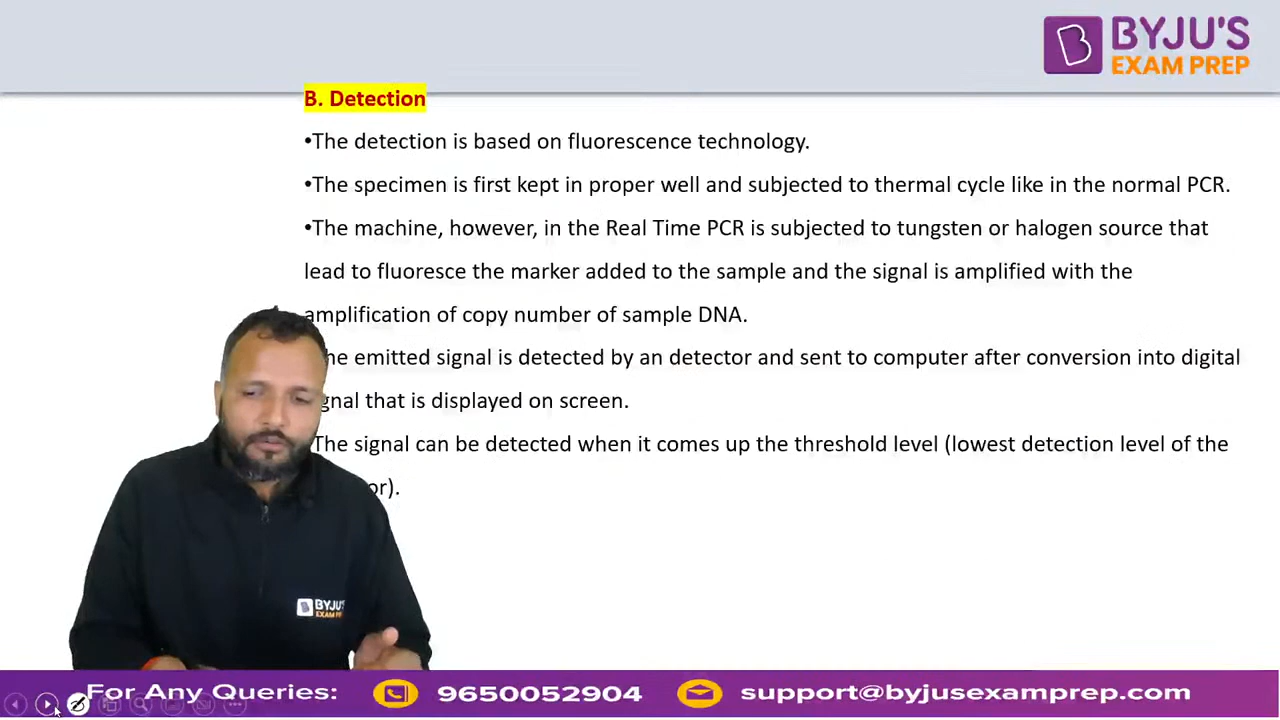 BYJU'S
EXAM PREP
B. Detection
•The detection is based on fluorescence technology.
•The specimen is first kept in proper well and subjected to thermal cycle like in the normal PCR.
•The machine, however, in the Real Time PCR is subjected to tungsten or halogen source that
lead to fluoresce the marker added to the sample and the signal is amplified with the
amplification of copy number of sample DNA.
emitted signal is detected by an detector and sent to computer after conversion into digital
that is displayed on screen.
The signal can be detected when it comes up the threshold level (lowest detection level of the
BYJU'S
EXAM PREP
For Any Queries: 9650052904 support@byjusexamprep.com